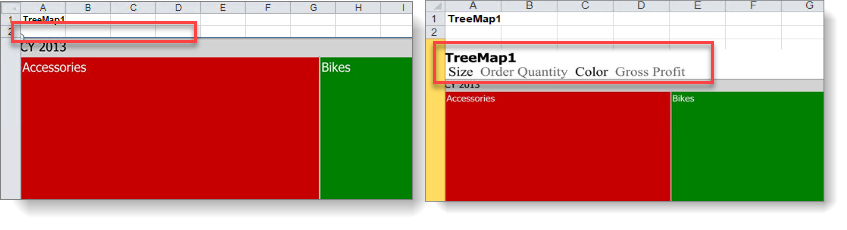 A B C D E F G H I
1 TreeMap1
2
CY 2013
Accessories Bikes
A B C D E F G
1 TreeMap1
2
TreeMap1
Size Order Quantity Color Gross Profit
CY 2013
Accessories Bikes